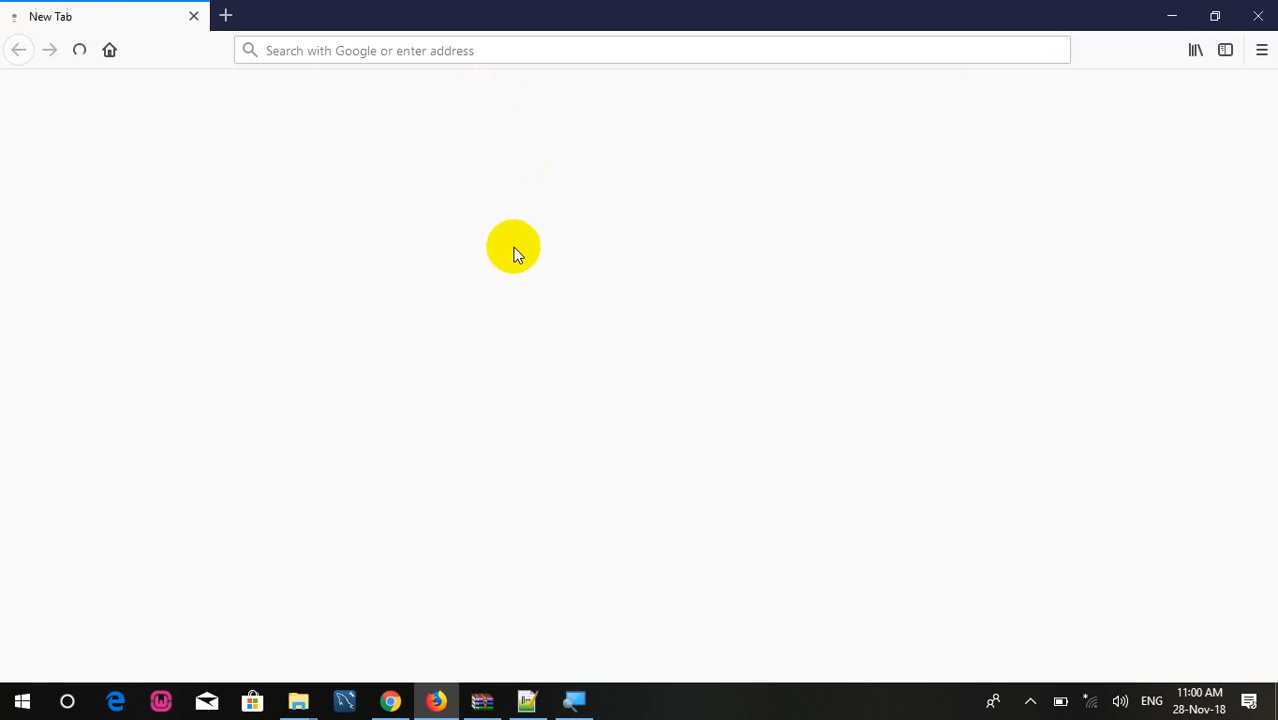 New Tab
Search with Google or enter address
ENG
11:00 AM
28-Nov-18